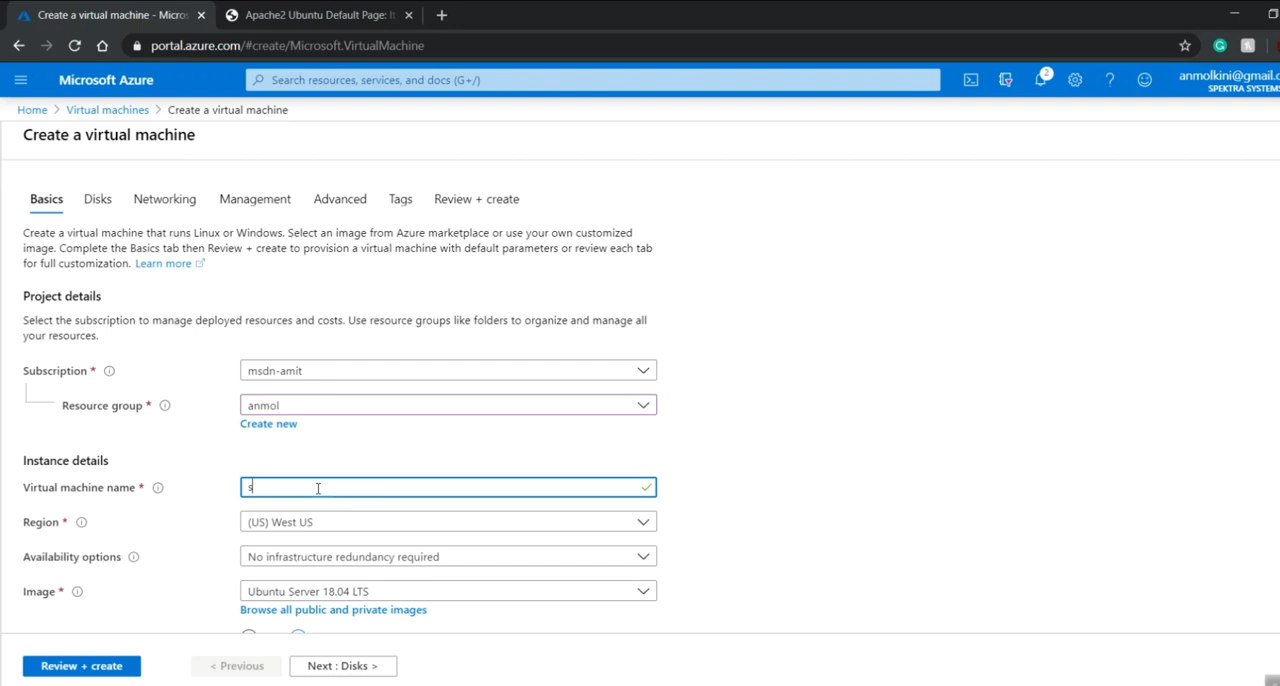 Create a virtual machine - Micros
Apache2 Ubuntu Default Page: It
portal.azure.com/#create/Microsoft.VirtualMachine
Microsoft Azure
Search resources, services, and docs (G+/)
2
anmolkini@gmail.c
SPEKTRA SYSTEMS
Home > Virtual machines > Create a virtual machine
Create a virtual machine
Basics Disks Networking Management Advanced Tags Review + create
Create a virtual machine that runs Linux or Windows. Select an image from Azure marketplace or use your own customized
image. Complete the Basics tab then Review + create to provision a virtual machine with default parameters or review each tab
for full customization. Learn more
Project details
Select the subscription to manage deployed resources and costs. Use resource groups like folders to organize and manage all
your resources.
Subscription * msdn-amit
Resource group * anmol
Create new
Instance details
Virtual machine name * s
Region * (US) West US
Availability options No infrastructure redundancy required
Image * Ubuntu Server 18.04 LTS
Browse all public and private images
Review + create < Previous Next : Disks >